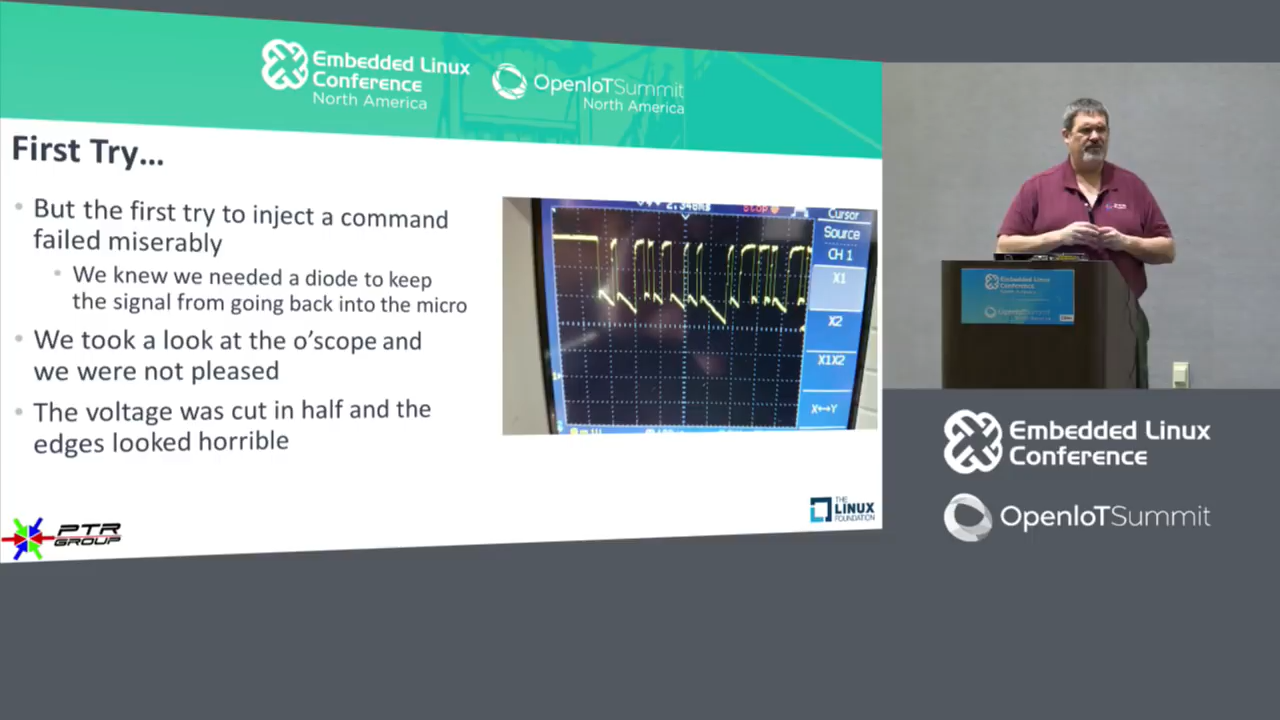 Embedded Linux
Conference
North America
OpenIoTSummit
North America
First Try...
• But the first try to inject a command
failed miserably
• We knew we needed a diode to keep
the signal from going back into the micro
• We took a look at the o'scope and
we were not pleased
• The voltage was cut in half and the
edges looked horrible
Stop
Cursor
Source
CH 1
X1
X2
X1X2
X↔Y
PTR
GROUP
THE
LINUX
FOUNDATION
Embedded Linux
Conference
OpenIoTSummit